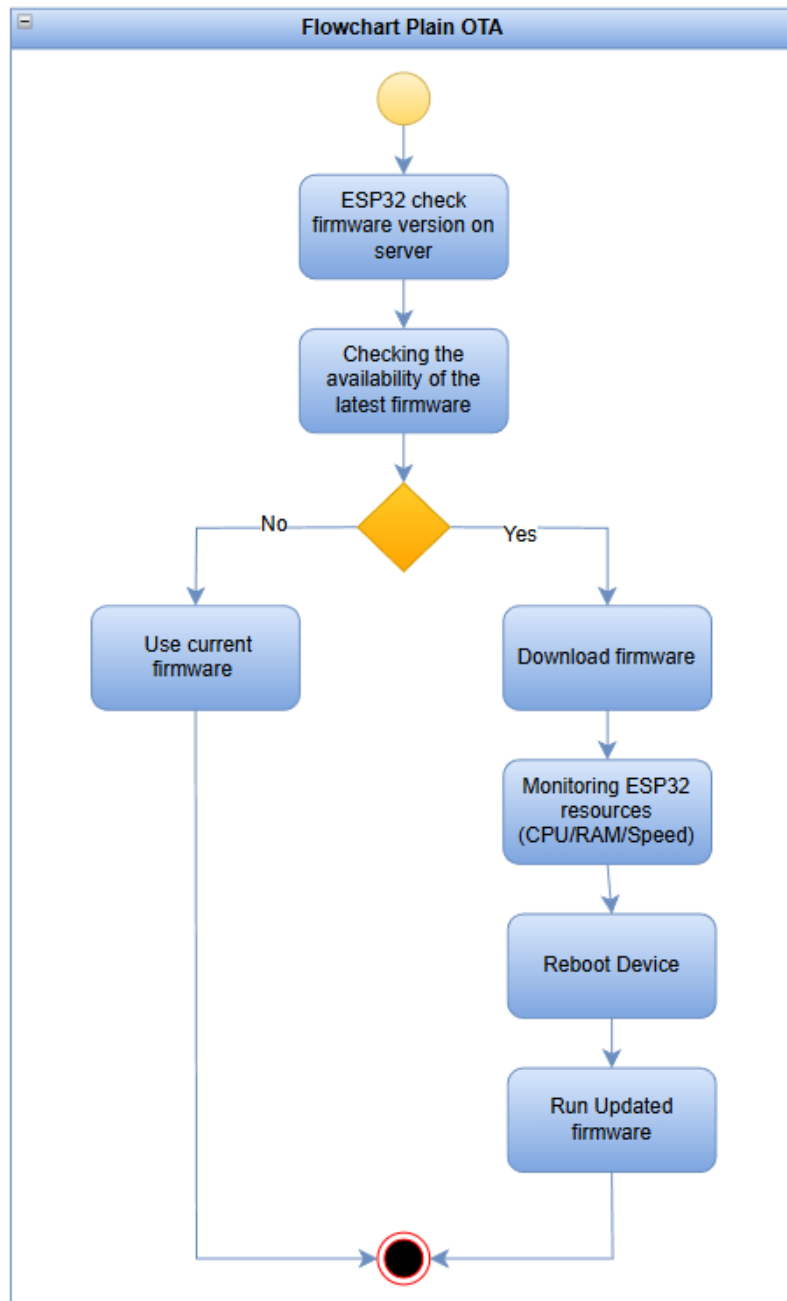 Flowchart Plain OTA
ESP32 check
firmware version on
server
Checking the
availability of the
latest firmware
No
Yes
Use current
firmware
Download firmware
Monitoring ESP32
resources
(CPU/RAM/Speed)
Reboot Device
Run Updated
firmware